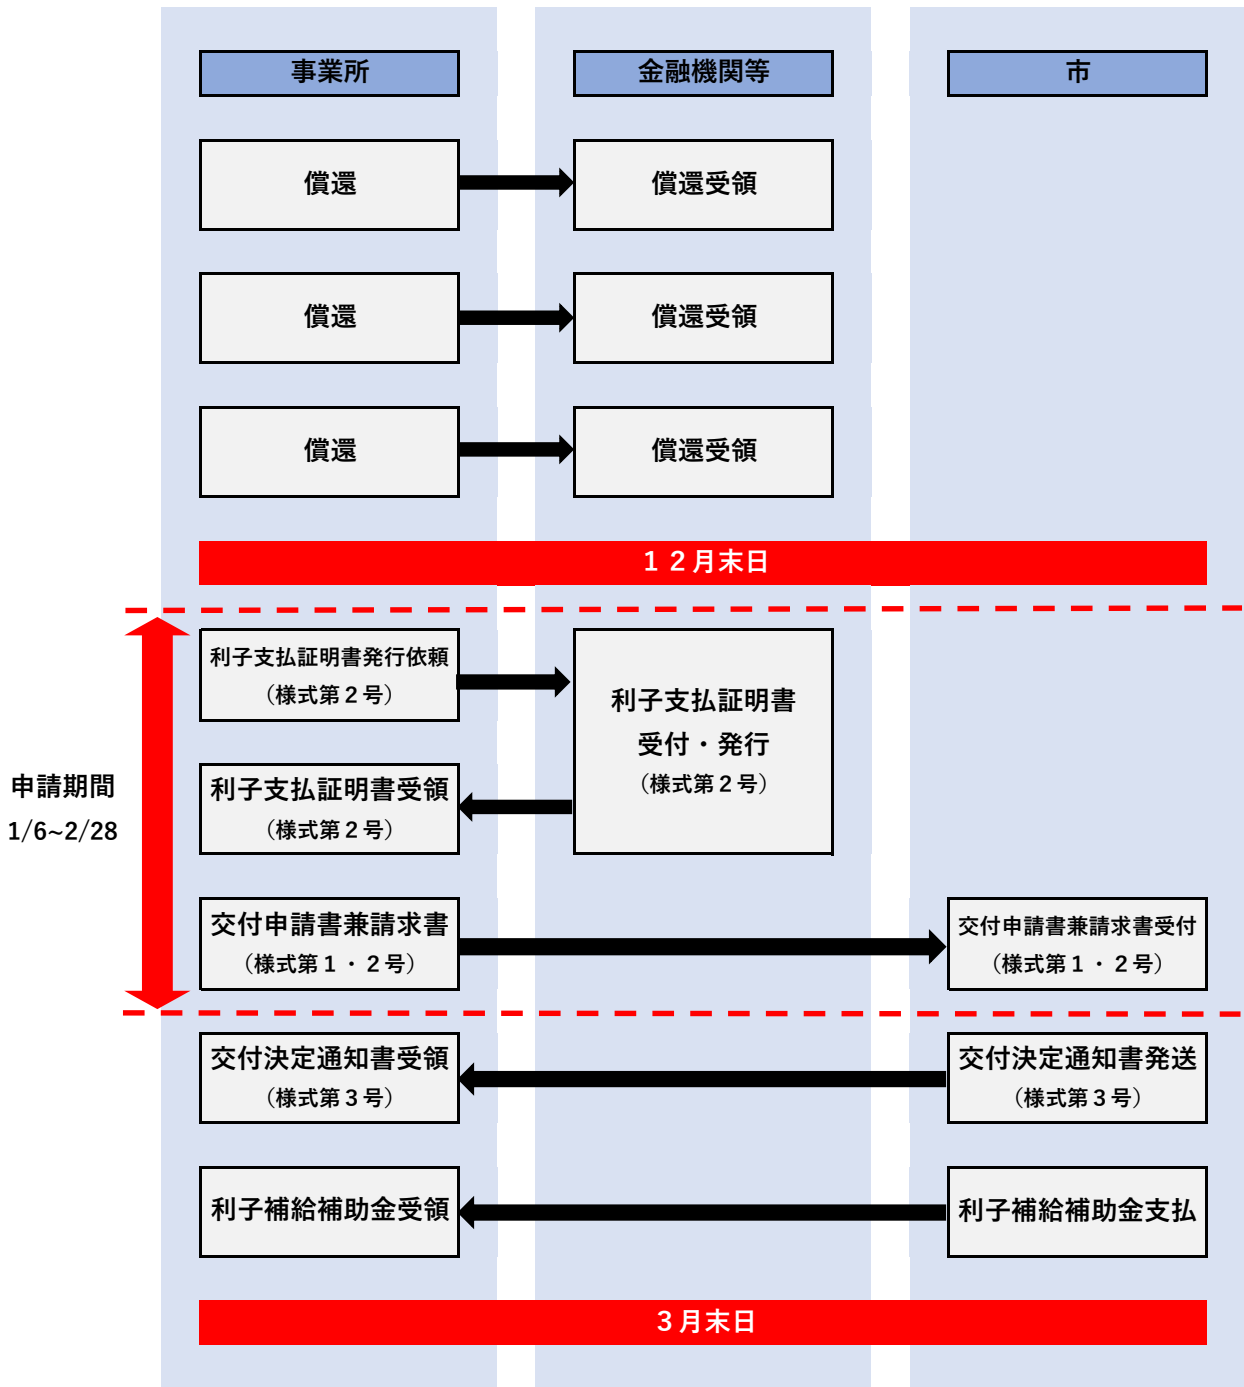 事業所
金融機関等
市
償還
償還受領
償還
償還受領
償還
償還受領
１２月末日
申請期間
1/6~2/28
利子支払証明書発行依頼
（様式第２号）
利子支払証明書
受付・発行
（様式第２号）
利子支払証明書受領
（様式第２号）
交付申請書兼請求書
（様式第１・２号）
交付申請書兼請求書受付
（様式第１・２号）
交付決定通知書受領
（様式第３号）
交付決定通知書発送
（様式第３号）
利子補給補助金受領
利子補給補助金支払
３月末日